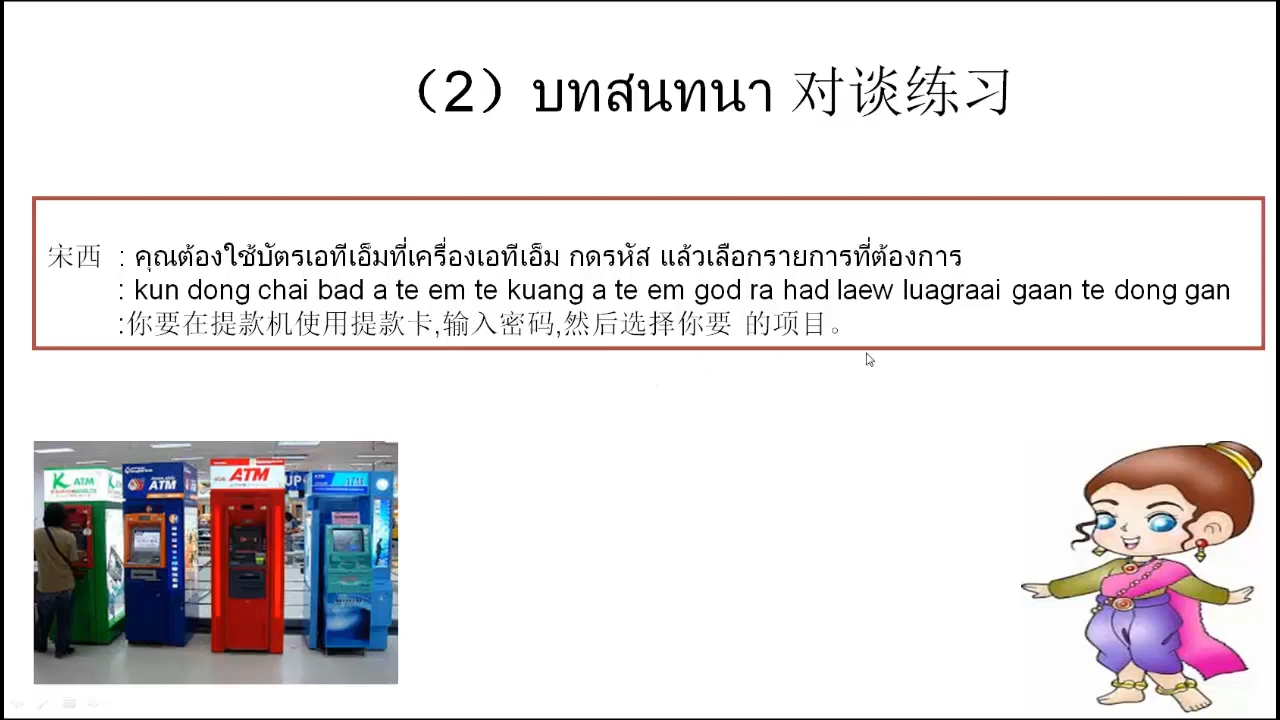 （2）บทสนทนา 对谈练习
宋西 : คุณต้องใช้บัตรเอทีเอ็มที่เครื่องเอทีเอ็ม กดรหัส แล้วเลือกรายการที่ต้องการ
: kun dong chai bad a te em te kuang a te em god ra had laew luagraai gaan te dong gan
:你要在提款机使用提款卡,输入密码,然后选择你要 的项目。
K ATM
ATM
ATM
ATM